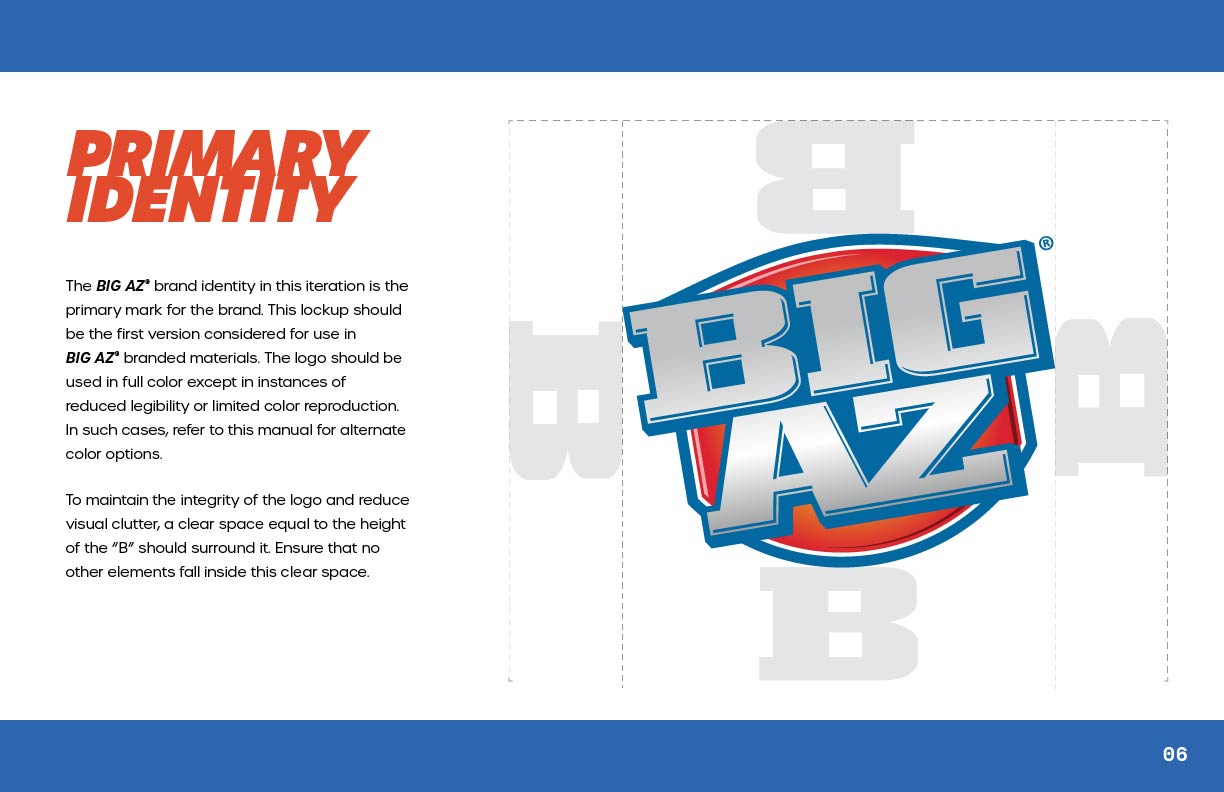 PRIMARY
IDENTITY
The BIG AZ® brand identity in this iteration is the
primary mark for the brand. This lockup should
be the first version considered for use in
BIG AZ® branded materials. The logo should be
used in full color except in instances of
reduced legibility or limited color reproduction.
In such cases, refer to this manual for alternate
color options.
To maintain the integrity of the logo and reduce
visual clutter, a clear space equal to the height
of the “B” should surround it. Ensure that no
other elements fall inside this clear space.
B
B
BIG®
AZ
B
B
06